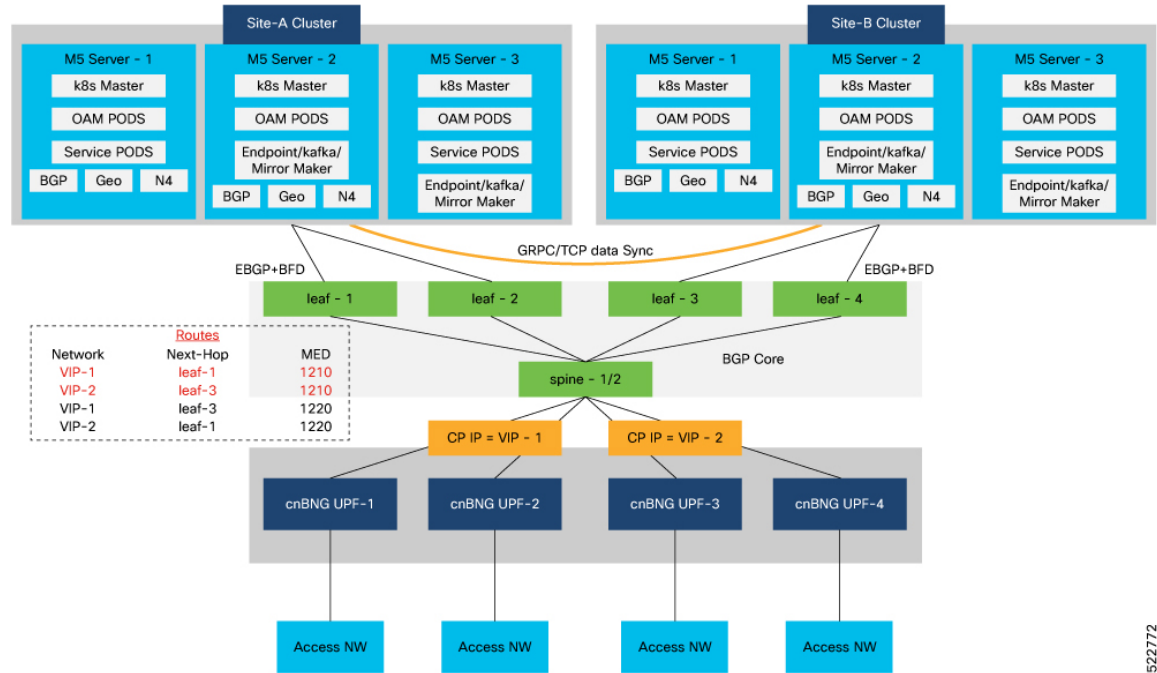 Site-A Cluster
M5 Server - 1
k8s Master
OAM PODS
Service PODS
BGP
Geo
N4
M5 Server - 2
k8s Master
OAM PODS
Endpoint/kafka/
Mirror Maker
BGP
Geo
N4
M5 Server - 3
k8s Master
OAM PODS
Service PODS
Endpoint/kafka/
Mirror Maker
Site-B Cluster
M5 Server - 1
k8s Master
OAM PODS
Service PODS
BGP
Geo
N4
M5 Server - 2
k8s Master
OAM PODS
Endpoint/kafka/
Mirror Maker
BGP
Geo
N4
M5 Server - 3
k8s Master
OAM PODS
Service PODS
Endpoint/kafka/
Mirror Maker
GRPC/TCP data Sync
EBGP+BFD
EBGP+BFD
leaf - 1
leaf - 2
leaf - 3
leaf - 4
BGP Core
spine - 1/2
Routes
Network Next-Hop MED
VIP-1 leaf-1 1210
VIP-2 leaf-3 1210
VIP-1 leaf-3 1220
VIP-2 leaf-1 1220
CP IP = VIP - 1
CP IP = VIP - 2
cnBNG UPF-1
cnBNG UPF-2
cnBNG UPF-3
cnBNG UPF-4
Access NW
Access NW
Access NW
Access NW
522772